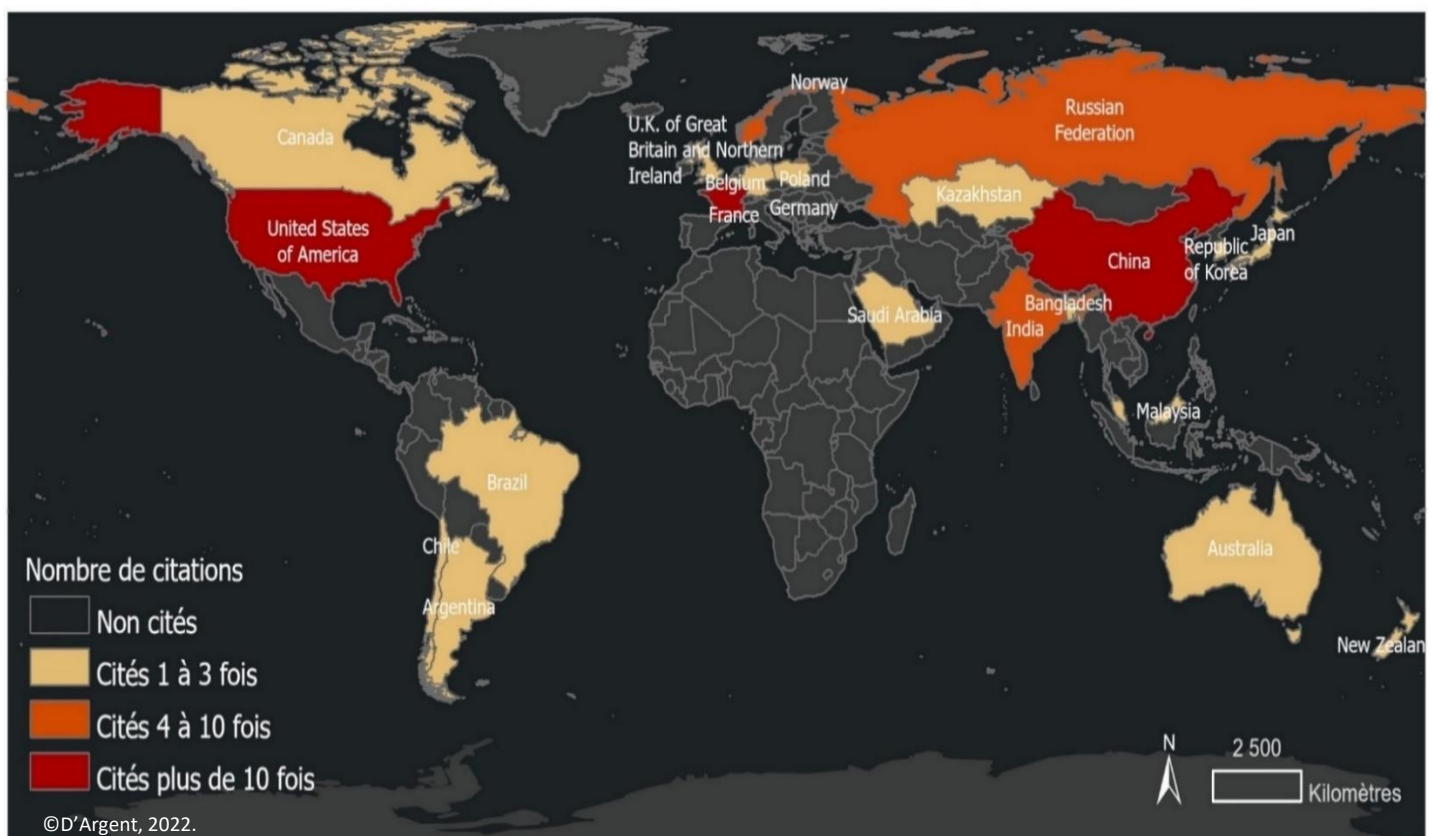 Norway
Russian
Federation
U.K. of Great
Britain and Northern
Ireland
Canada
Belgium
Poland
Kazakhstan
France
Germany
United States
of America
Japan
Republic
of Korea
China
Saudi Arabia
Bangladesh
India
Malaysia
Brazil
Chile
Argentina
Australia
New Zealan
Nombre de citations
Non cités
Cités 1 à 3 fois
Cités 4 à 10 fois
Cités plus de 10 fois
N
2 500
Kilomètres
©D’Argent, 2022.